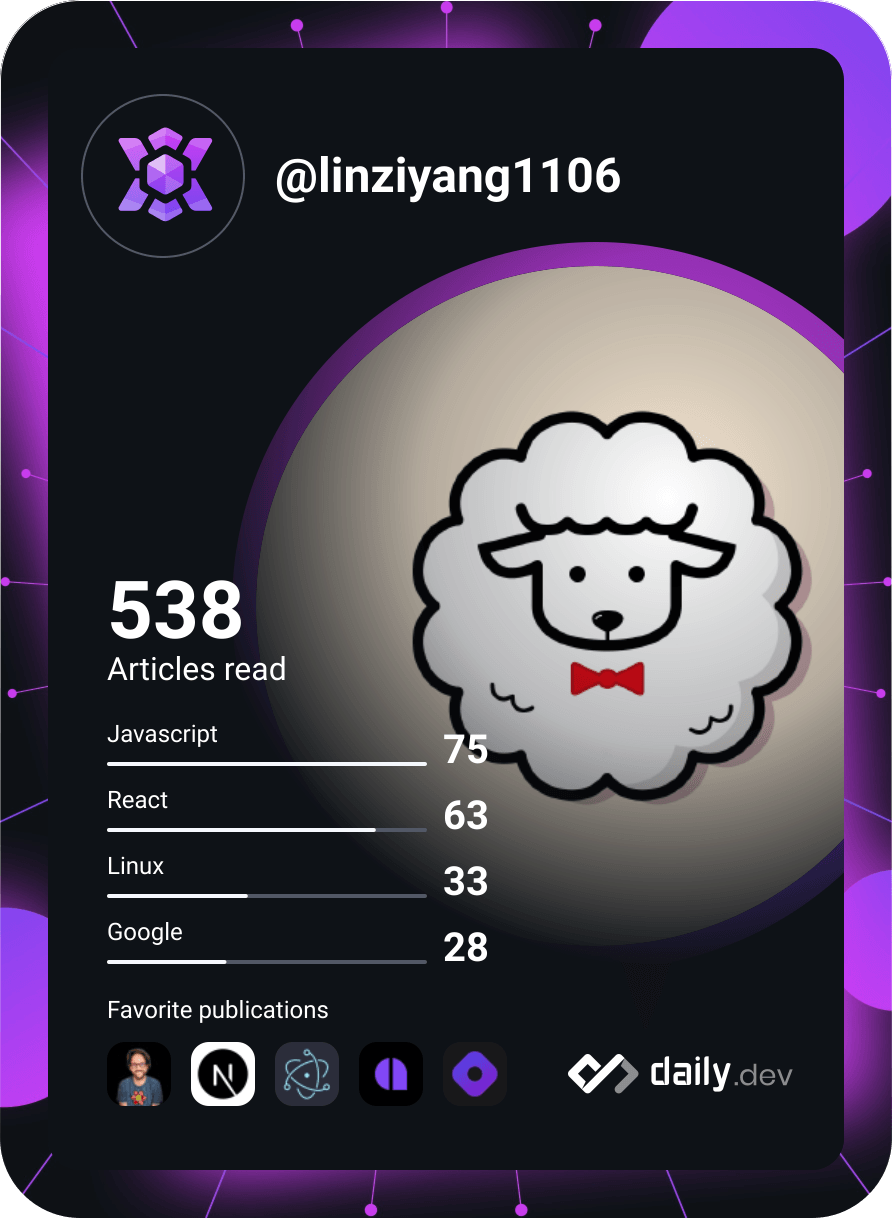 @linziyang1106
538
Articles read
Javascript
75
React
63
Linux
33
Google
28
Favorite publications
N
daily.dev